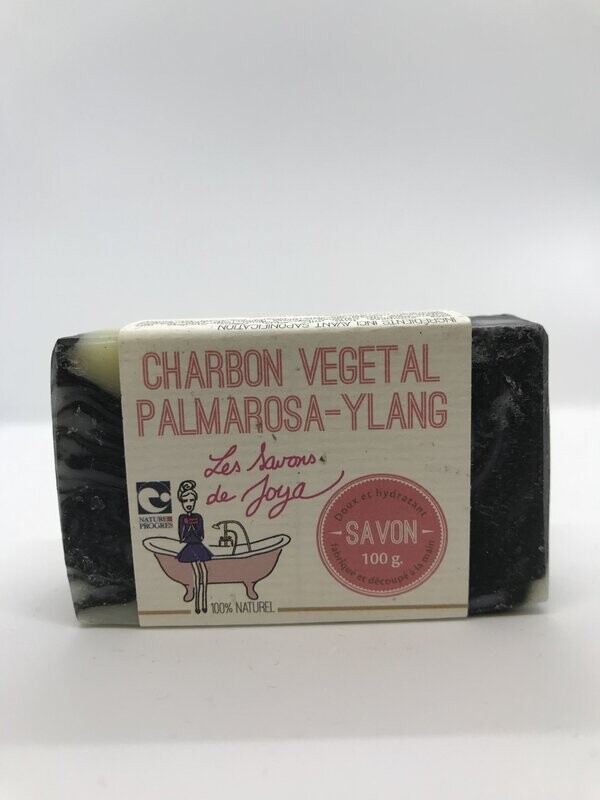 INGRÉDIENTS INCI AVANT SAPONIFICATION
CHARBON VEGETAL
PALMAROSA-YLANG
Les Savons
de Joya
NATURE
PROGRES
Doux et hydratant
SAVON
100 g.
fabriqué et découpé à la main
100% NATUREL